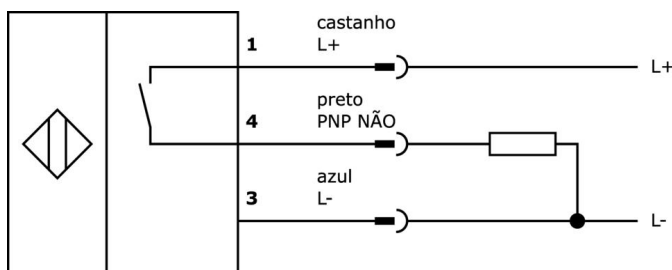 castanho
1 L+
L+
preto
4 PNP NÃO
azul
3 L-
L-